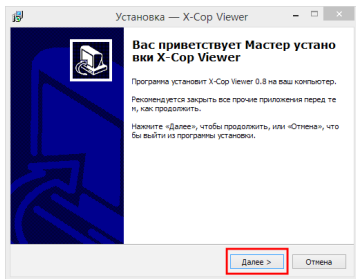 Установка — X-Cop Viewer
Вас приветствует Мастер устано
вки X-Cop Viewer
Программа установит X-Cop Viewer 0.8 на ваш компьютер.
Рекомендуется закрыть все прочие приложения перед те
м, как продолжить.
Нажмите «Далее», чтобы продолжить, или «Отмена», что
бы выйти из программы установки.
Далее >
Отмена